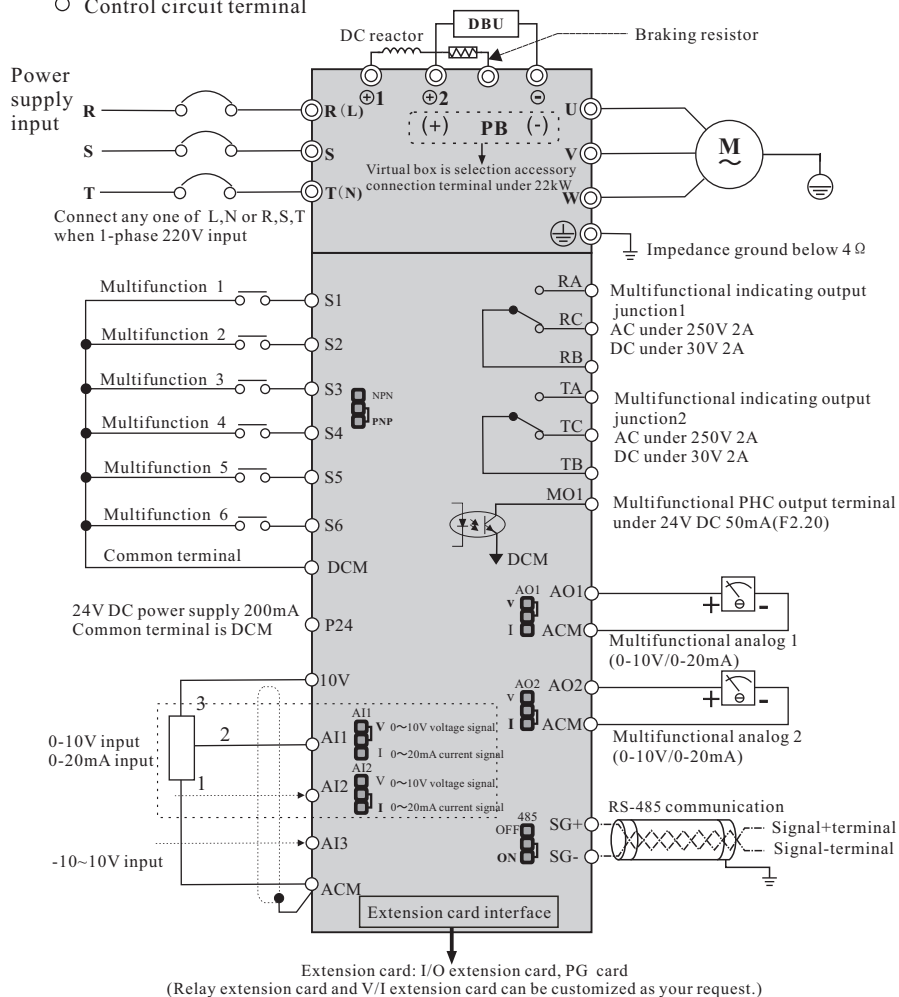 Control circuit terminal
DBU
DC reactor
Braking resistor
Power
supply
input
⊕1
⊕2
⊖
R
R(L)
(+) PB (-)
U
S
S
Virtual box is selection accessory
connection terminal under 22kW
V
M
~
T
T(N)
W
Connect any one of L,N or R,S,T
when 1-phase 220V input
Impedance ground below 4Ω
Multifunction 1
S1
Multifunction 2
S2
Multifunction 3
S3
Multifunction 4
S4
Multifunction 5
S5
Multifunction 6
S6
Common terminal
DCM
NPN
PNP
RA
RC
RB
Multifunctional indicating output
junction1
AC under 250V 2A
DC under 30V 2A
TA
TC
TB
Multifunctional indicating output
junction2
AC under 250V 2A
DC under 30V 2A
MO1
Multifunctional PHC output terminal
under 24V DC 50mA(F2.20)
DCM
24V DC power supply 200mA
Common terminal is DCM
P24
AO1
V
I
AO1
ACM
+ -
Multifunctional analog 1
(0-10V/0-20mA)
AO2
V
I
AO2
ACM
+ -
Multifunctional analog 2
(0-10V/0-20mA)
10V
3
2
1
0-10V input
0-20mA input
AI1
AI1
V 0~10V voltage signal
I 0~20mA current signal
AI2
AI2
V 0~10V voltage signal
I 0~20mA current signal
AI3
-10~10V input
ACM
485
OFF
ON
SG+
SG-
RS-485 communication
Signal+terminal
Signal-terminal
Extension card interface
Extension card: I/O extension card, PG card
(Relay extension card and V/I extension card can be customized as your request.)